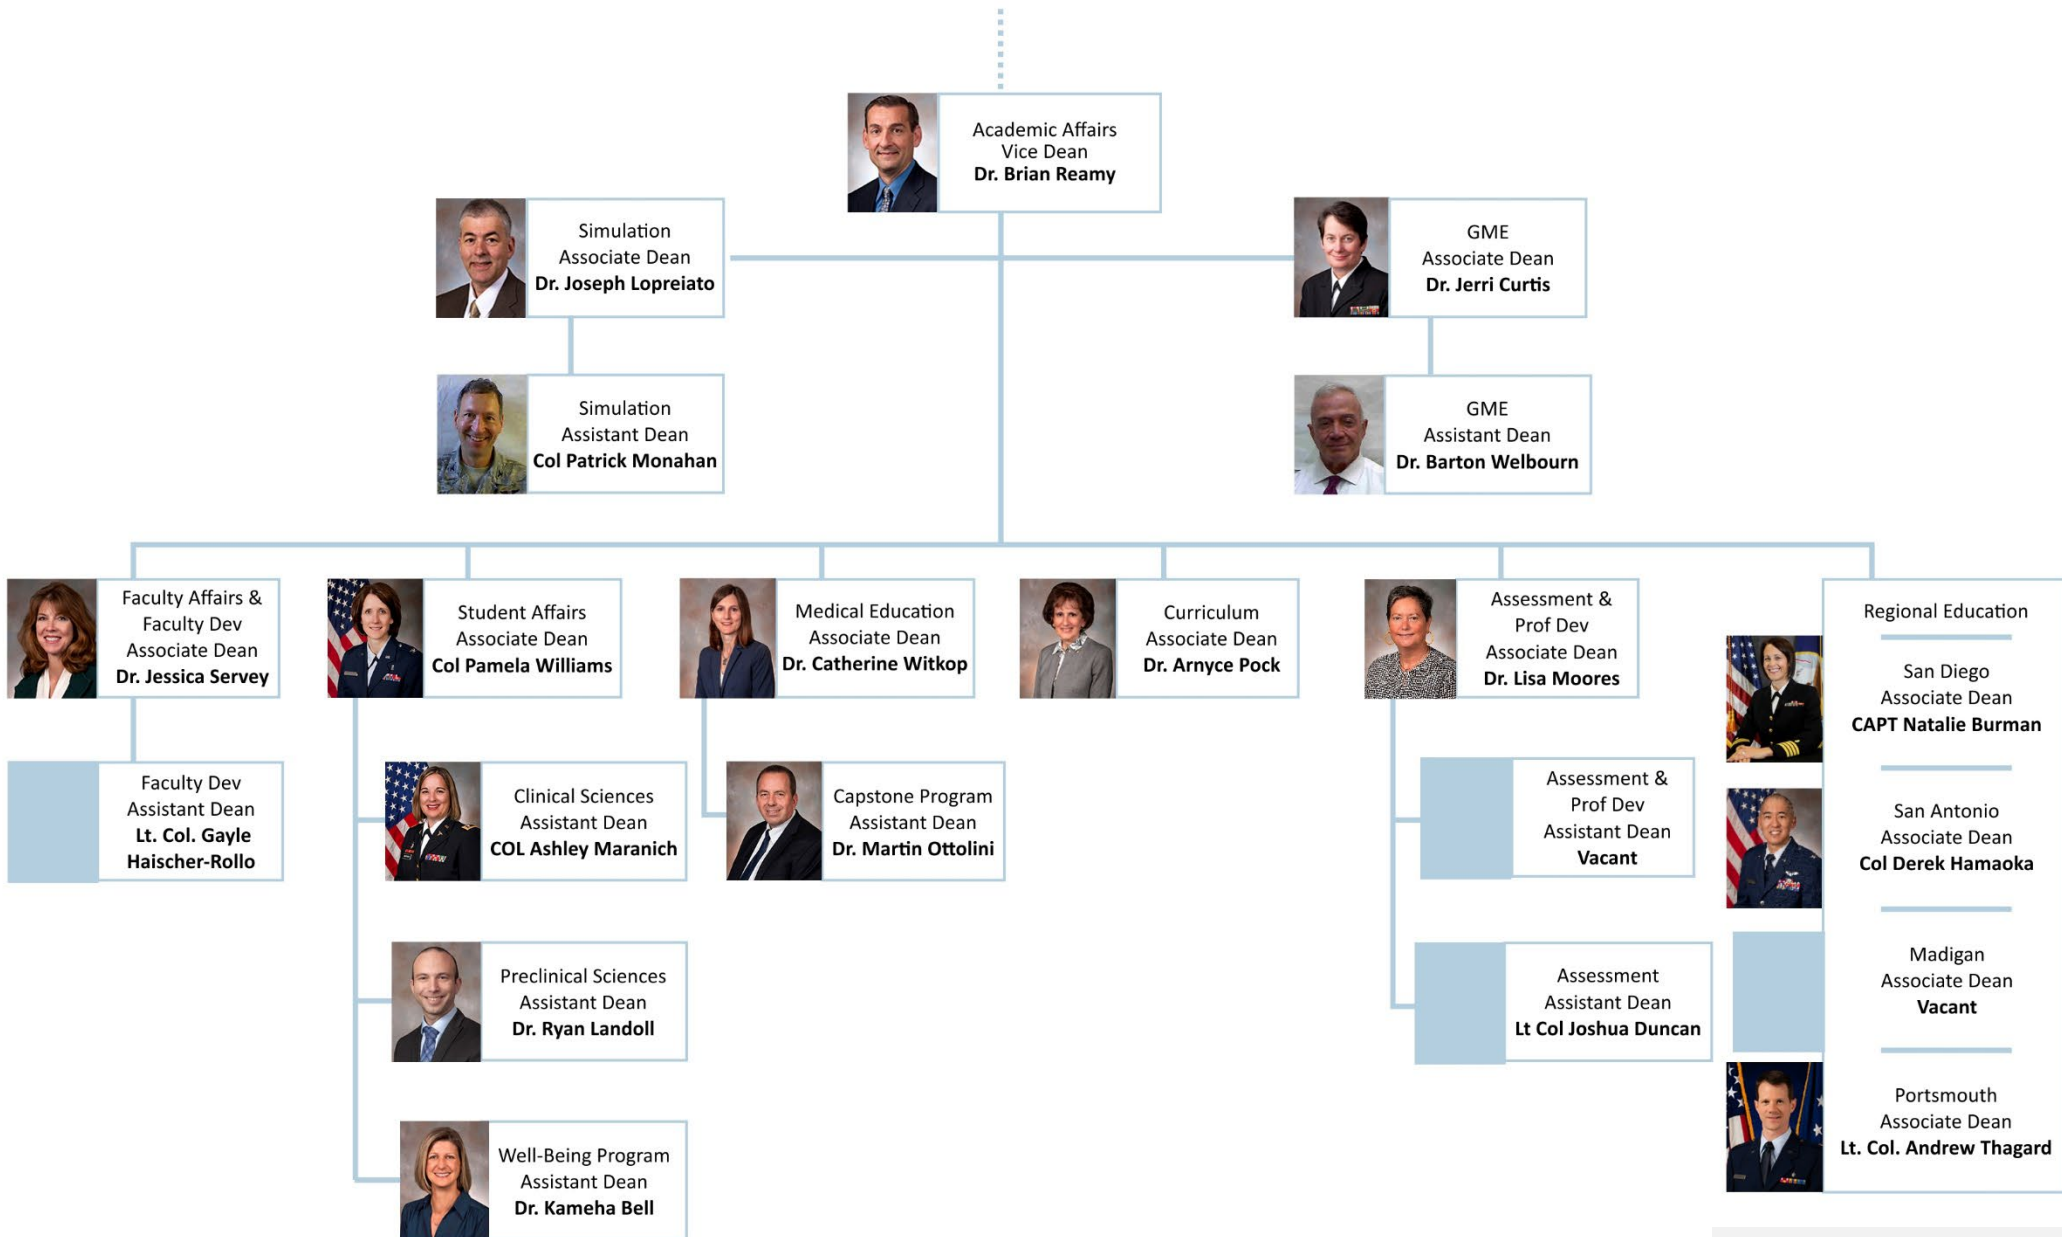 Academic Affairs
Vice Dean
Dr. Brian Reamy
Simulation
Associate Dean
Dr. Joseph Lopreiato
GME
Associate Dean
Dr. Jerri Curtis
Simulation
Assistant Dean
Col Patrick Monahan
GME
Assistant Dean
Dr. Barton Welbourn
Faculty Affairs &
Faculty Dev
Associate Dean
Dr. Jessica Servey
Student Affairs
Associate Dean
Col Pamela Williams
Medical Education
Associate Dean
Dr. Catherine Witkop
Curriculum
Associate Dean
Dr. Arnyce Pock
Assessment &
Prof Dev
Associate Dean
Dr. Lisa Moores
Regional Education
San Diego
Associate Dean
CAPT Natalie Burman
San Antonio
Associate Dean
Col Derek Hamaoka
Madigan
Associate Dean
Vacant
Portsmouth
Associate Dean
Lt. Col. Andrew Thagard
Faculty Dev
Assistant Dean
Lt. Col. Gayle
Haischer-Rollo
Clinical Sciences
Assistant Dean
COL Ashley Maranich
Capstone Program
Assistant Dean
Dr. Martin Ottolini
Assessment &
Prof Dev
Assistant Dean
Vacant
Preclinical Sciences
Assistant Dean
Dr. Ryan Landoll
Assessment
Assistant Dean
Lt Col Joshua Duncan
Well-Being Program
Assistant Dean
Dr. Kameha Bell